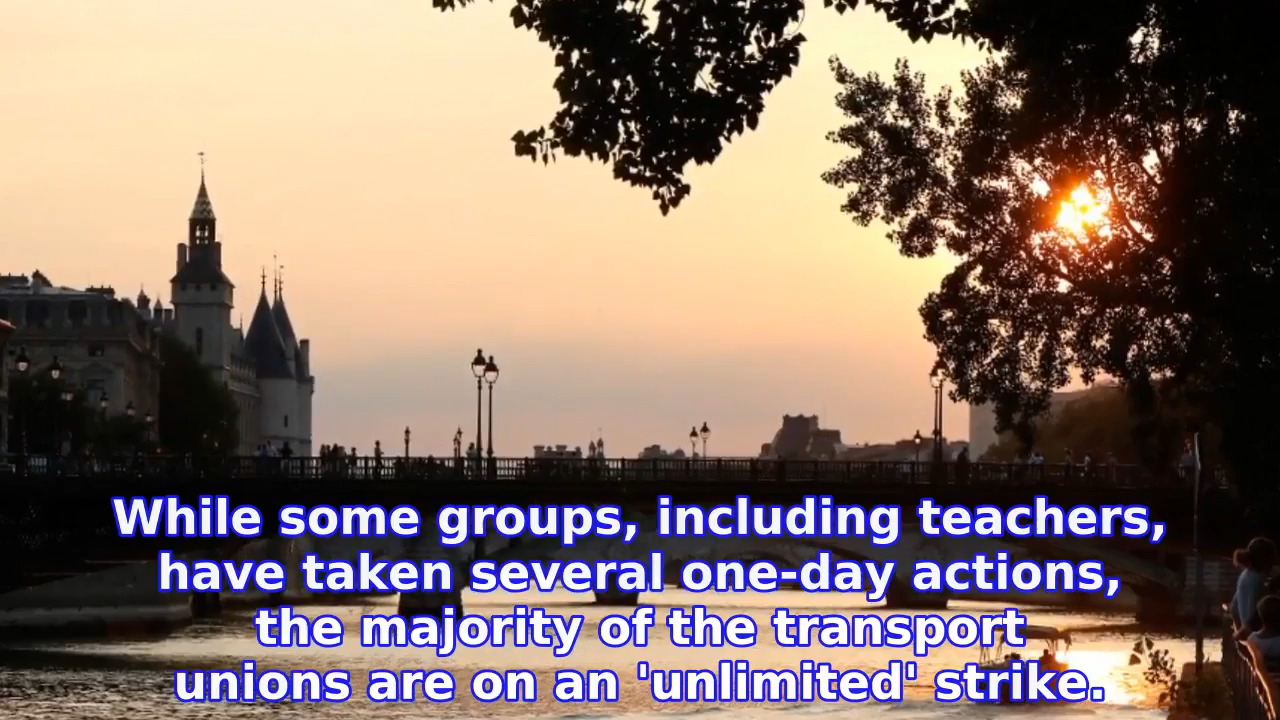 While some groups, including teachers,
have taken several one-day actions,
the majority of the transport
unions are on an 'unlimited' strike.